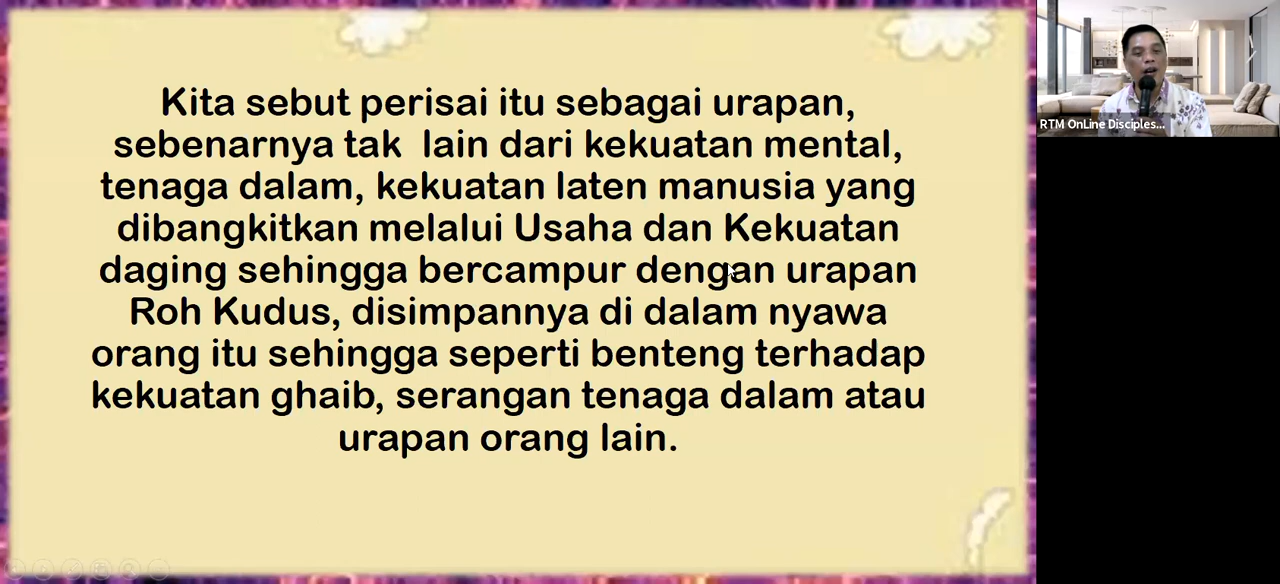 Kita sebut perisai itu sebagai urapan,
sebenarnya tak lain dari kekuatan mental,
tenaga dalam, kekuatan laten manusia yang
dibangkitkan melalui Usaha dan Kekuatan
daging sehingga bercampur dengan urapan
Roh Kudus, disimpannya di dalam nyawa
orang itu sehingga seperti benteng terhadap
kekuatan ghaib, serangan tenaga dalam atau
urapan orang lain.
RTM OnLine Disciples...